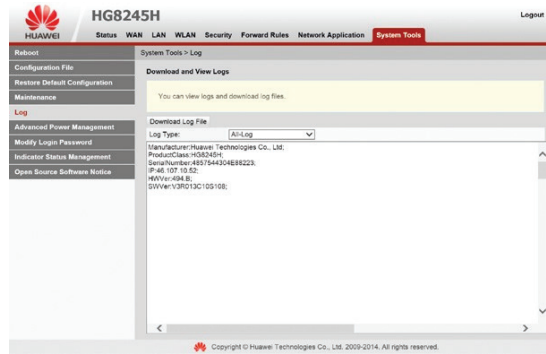 HG8245H
Logout
HUAWEI
Status WAN LAN WLAN Security Forward Rules Network Application System Tools
Reboot
Configuration File
Restore Default Configuration
Maintenance
Log
Advanced Power Management
Modify Login Password
Indicator Status Management
Open Source Software Notice
System Tools > Log
Download and View Logs
You can view logs and download log files.
Download Log File
Log Type: All-Log
Manufacturer:Huawei Technologies Co., Ltd;
ProductClass:HG8245H;
SerialNumber:4857544304E88223;
IP:46.107.10.52;
HWVer:494.B;
SWVer:V3R013C10S108;
Copyright © Huawei Technologies Co., Ltd. 2009-2014. All rights reserved.